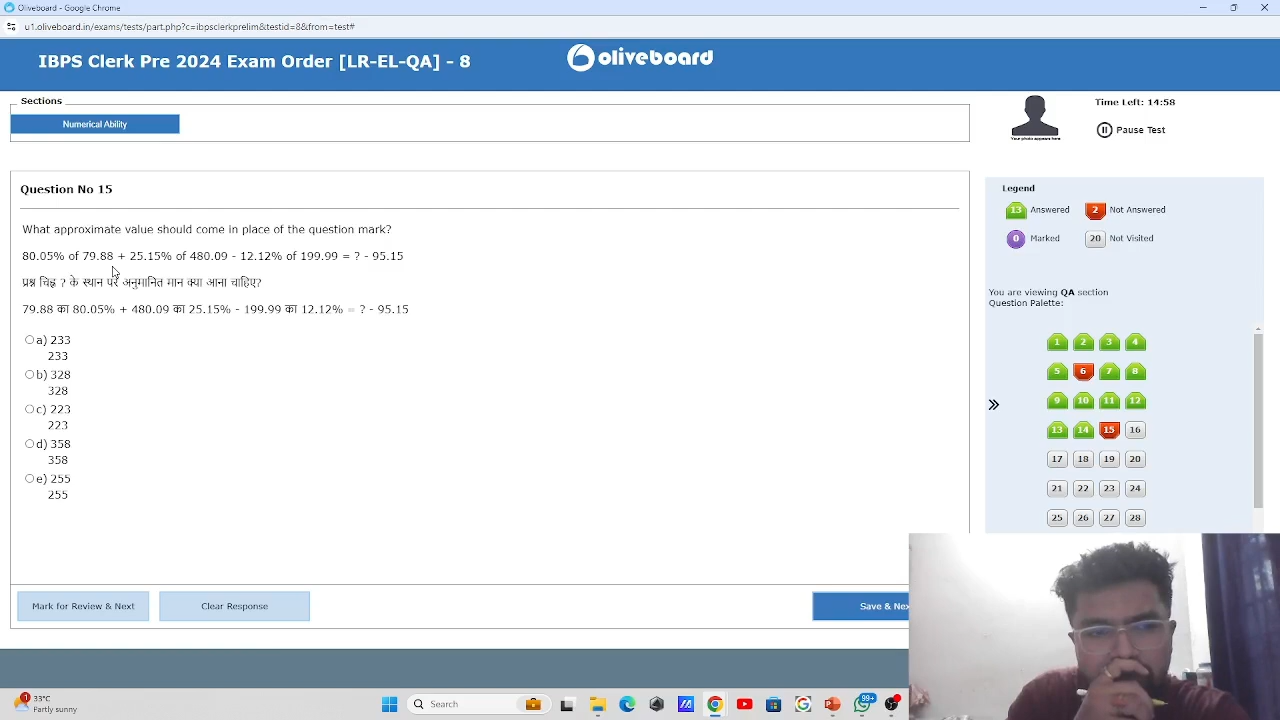 Oliveboard - Google Chrome
u1.oliveboard.in/exams/tests/part.php?c=ibpsclerkprelim&testid=8&from=test#
IBPS Clerk Pre 2024 Exam Order [LR-EL-QA] - 8
oliveboard
Sections
Numerical Ability
Your photo appears here
Time Left: 14:58
Pause Test
Question No 15
What approximate value should come in place of the question mark?
80.05% of 79.88 + 25.15% of 480.09 - 12.12% of 199.99 = ? - 95.15
प्रश्न चिह्न ? के स्थान पर अनुमानित मान क्या आना चाहिए?
79.88 का 80.05% + 480.09 का 25.15% - 199.99 का 12.12% = ? - 95.15
a) 233
233
b) 328
328
c) 223
223
d) 358
358
e) 255
255
Mark for Review & Next
Clear Response
Save & Nex
Legend
13 Answered
2 Not Answered
0 Marked
20 Not Visited
You are viewing QA section
Question Palette:
1 2 3 4
5 6 7 8
9 10 11 12
13 14 15 16
17 18 19 20
21 22 23 24
25 26 27 28
1
33°C
Partly sunny
Search
99+